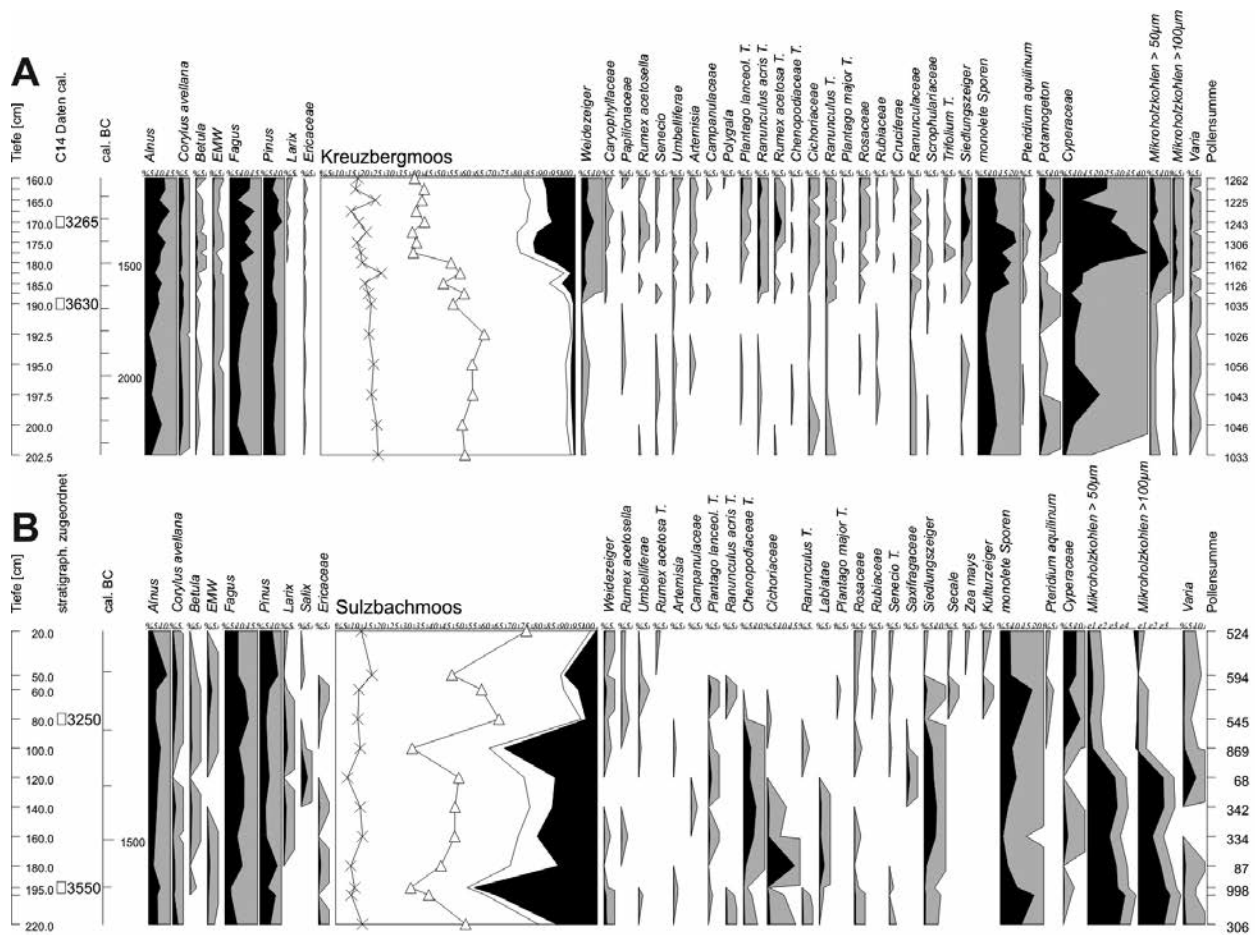 A
Tiefe [cm]
C14 Daten cal.
cal. BC
Alnus
Corylus avellana
Betula
EMW
Fagus
Pinus
Larix
Ericaceae
Kreuzbergmoos
Weidezeiger
Caryophyllaceae
Papilionaceae
Rumex acetosella
Senecio
Umbelliferae
Artemisia
Campanulaceae
Polygala
Plantago lanceol. T.
Ranunculus acris T.
Rumex acetosa T.
Chenopodiaceae T.
Cichoriaceae
Ranunculus T.
Plantago major T.
Rosaceae
Rubiaceae
Cruciferae
Ranunculaceae
Scrophulariaceae
Trifolium T.
Siedlungszeiger
monolete Sporen
Pteridium aquilinum
Potamogeton
Cyperaceae
Mikroholzkohlen > 50µm
Mikroholzkohlen >100µm
Varia
Pollensumme
160.0 1262
165.0 1225
170.0 3265 1243
175.0 1306
180.0 1500 1162
185.0 1126
190.0 3630 1035
192.5 1026
195.0 2000 1056
197.5 1043
200.0 1046
202.5 1033
B
Tiefe [cm]
stratigraph. zugeordnet
cal. BC
Alnus
Corylus avellana
Betula
EMW
Fagus
Pinus
Larix
Salix
Ericaceae
Sulzbachmoos
Weidezeiger
Rumex acetosella
Umbelliferae
Rumex acetosa T.
Artemisia
Campanulaceae
Plantago lanceol. T.
Ranunculus acris T.
Chenopodiaceae T.
Cichoriaceae
Ranunculus T.
Labiatae
Plantago major T.
Rosaceae
Rubiaceae
Senecio T.
Saxifragaceae
Siedlungszeiger
Secale
Zea mays
Kulturzeiger
monolete Sporen
Pteridium aquilinum
Cyperaceae
Mikroholzkohlen > 50µm
Mikroholzkohlen >100µm
Varia
Pollensumme
20.0 524
50.0 594
60.0
80.0 3250 545
100.0 869
120.0 68
140.0 342
160.0 1500 334
180.0 87
195.0 3550 998
220.0 306